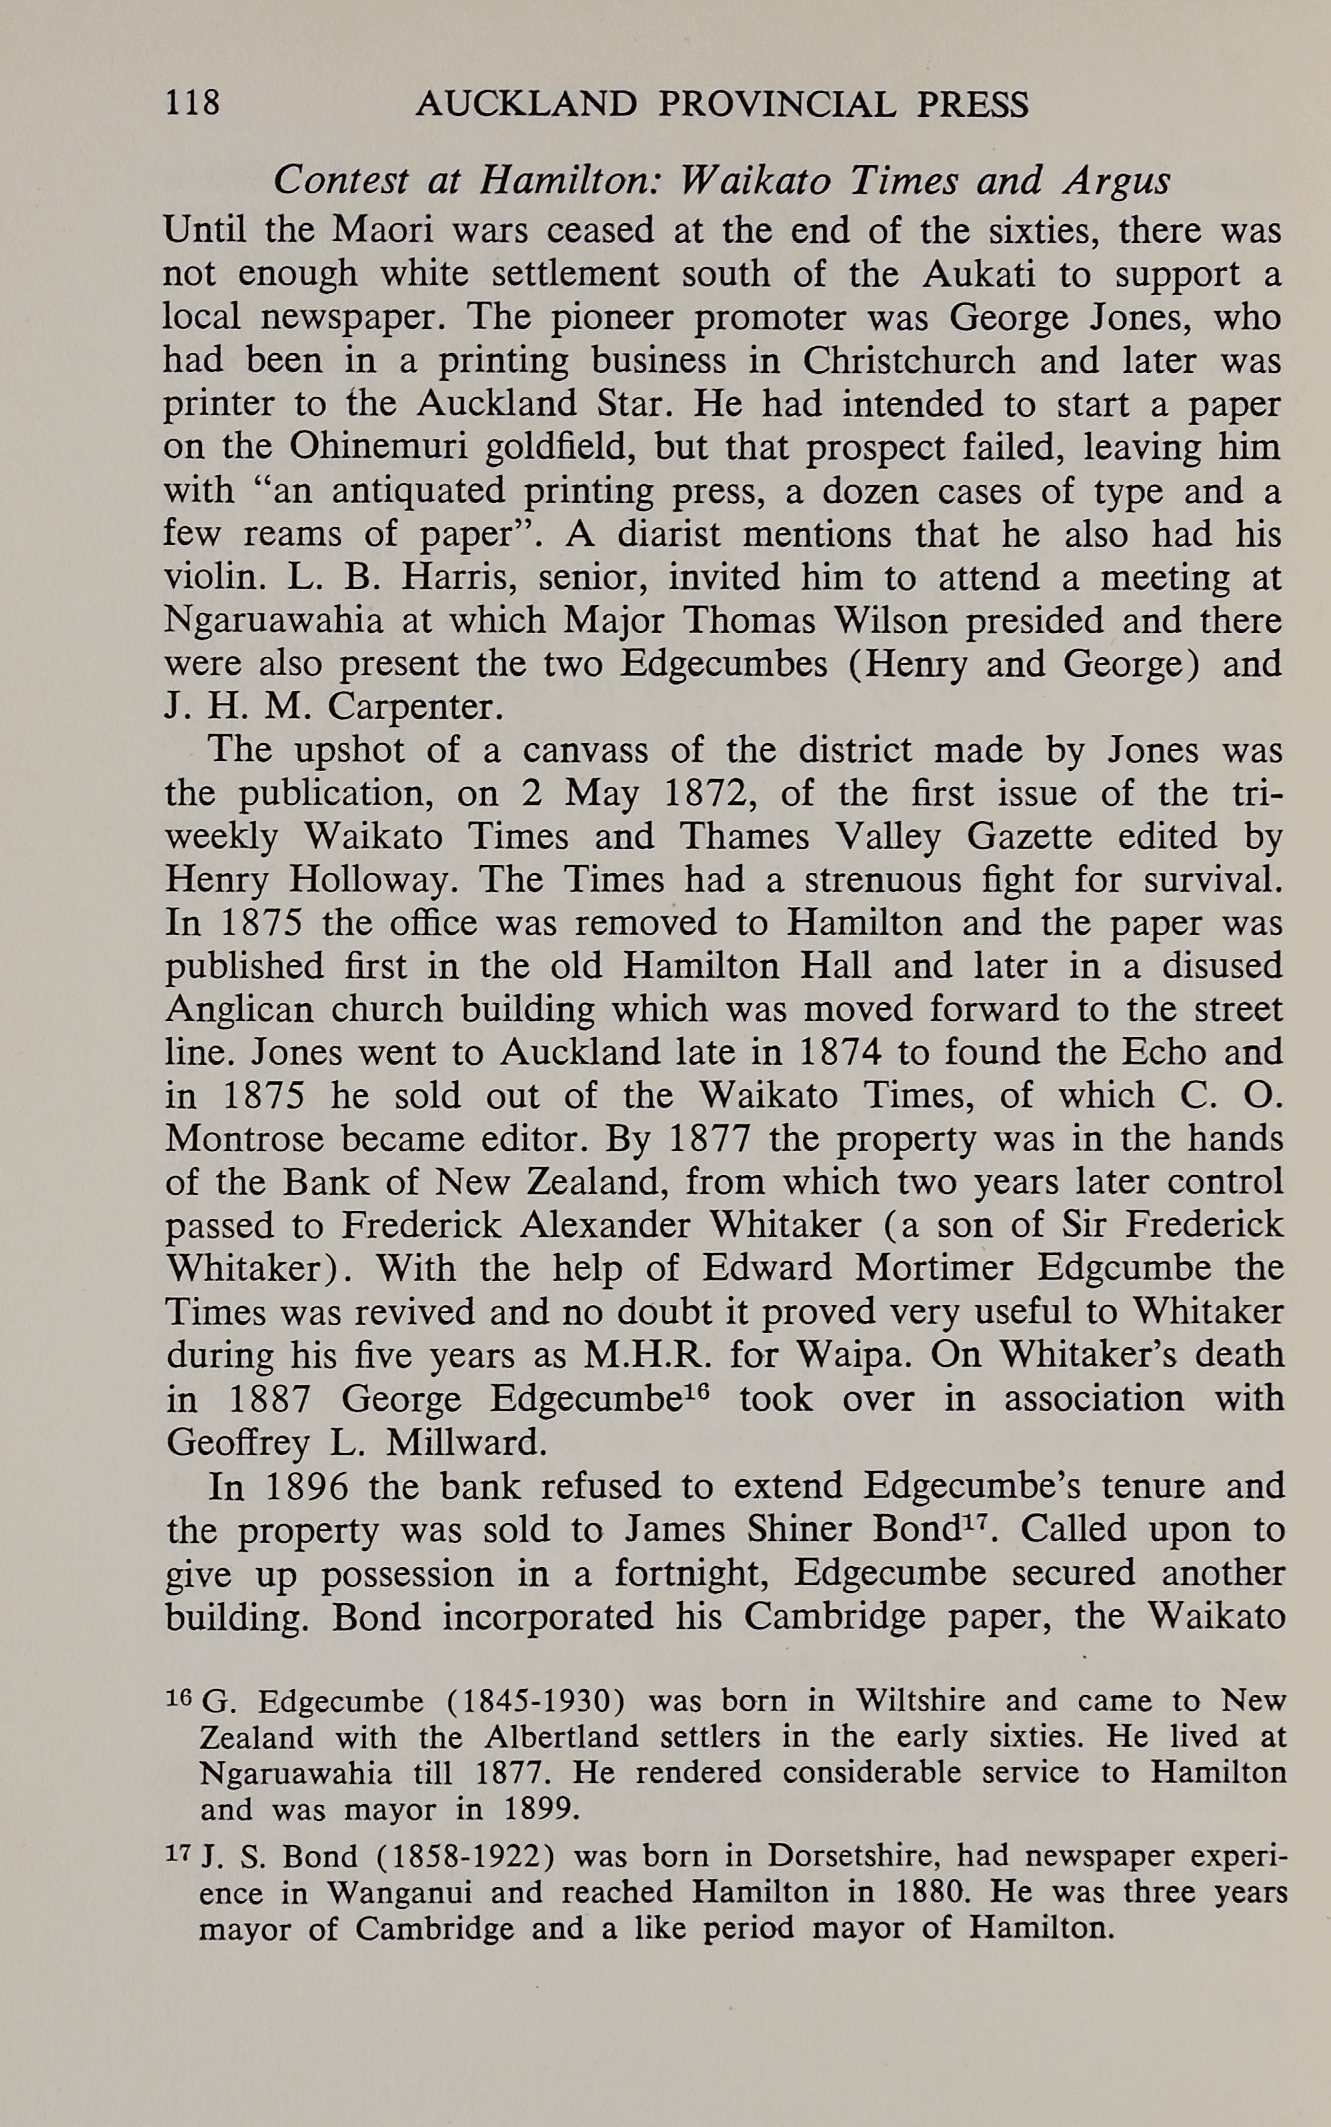 118 AUCKLAND PROVINCIAL PRESS
Contest at Hamilton: Waikato Times and Argus
Until the Maori wars ceased at the end of the sixties, there was
not enough white settlement south of the Aukati to support a
local newspaper. The pioneer promoter was George Jones, who
had been in a printing business in Christchurch and later was
printer to the Auckland Star. He had intended to start a paper
on the Ohinemuri goldfield, but that prospect failed, leaving him
with “an antiquated printing press, a dozen cases of type and a
few reams of paper”. A diarist mentions that he also had his
violin. L. B. Harris, senior, invited him to attend a meeting at
Ngaruawahia at which Major Thomas Wilson presided and there
were also present the two Edgecumbes (Henry and George) and
J. H. M. Carpenter.
The upshot of a canvass of the district made by Jones was
the publication, on 2 May 1872, of the first issue of the tri-
weekly Waikato Times and Thames Valley Gazette edited by
Henry Holloway. The Times had a strenuous fight for survival.
In 1875 the office was removed to Hamilton and the paper was
published first in the old Hamilton Hall and later in a disused
Anglican church building which was moved forward to the street
line. Jones went to Auckland late in 1874 to found the Echo and
in 1875 he sold out of the Waikato Times, of which C. O.
Montrose became editor. By 1877 the property was in the hands
of the Bank of New Zealand, from which two years later control
passed to Frederick Alexander Whitaker (a son of Sir Frederick
Whitaker). With the help of Edward Mortimer Edgcumbe the
Times was revived and no doubt it proved very useful to Whitaker
during his five years as M.H.R. for Waipa. On Whitaker’s death
in 1887 George Edgecumbe¹⁶ took over in association with
Geoffrey L. Millward.
In 1896 the bank refused to extend Edgecumbe’s tenure and
the property was sold to James Shiner Bond¹⁷. Called upon to
give up possession in a fortnight, Edgecumbe secured another
building. Bond incorporated his Cambridge paper, the Waikato
¹⁶ G. Edgecumbe (1845-1930) was born in Wiltshire and came to New
Zealand with the Albertland settlers in the early sixties. He lived at
Ngaruawahia till 1877. He rendered considerable service to Hamilton
and was mayor in 1899.
¹⁷ J. S. Bond (1858-1922) was born in Dorsetshire, had newspaper experi-
ence in Wanganui and reached Hamilton in 1880. He was three years
mayor of Cambridge and a like period mayor of Hamilton.